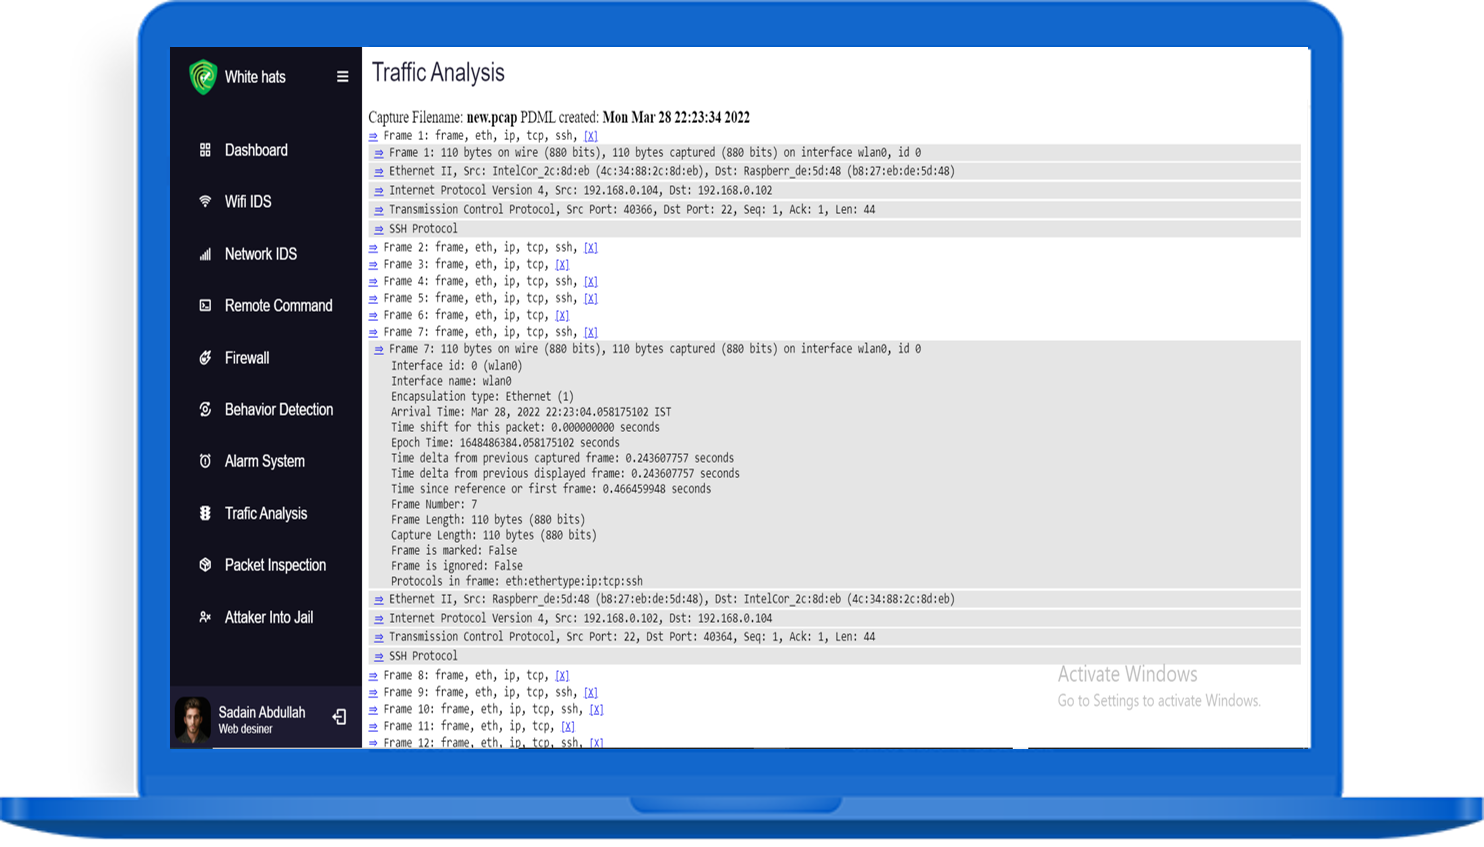 White hats
Dashboard
Wifi IDS
Network IDS
Remote Command
Firewall
Behavior Detection
Alarm System
Trafic Analysis
Packet Inspection
Attaker Into Jail
Sadain Abdullah
Web desiner
Traffic Analysis
Capture Filename: new.pcap PDML created: Mon Mar 28 22:23:34 2022
⇒ Frame 1: frame, eth, ip, tcp, ssh, [X]
⇒ Frame 1: 110 bytes on wire (880 bits), 110 bytes captured (880 bits) on interface wlan0, id 0
⇒ Ethernet II, Src: IntelCor_2c:8d:eb (4c:34:88:2c:8d:eb), Dst: Raspberr_de:5d:48 (b8:27:eb:de:5d:48)
⇒ Internet Protocol Version 4, Src: 192.168.0.104, Dst: 192.168.0.102
⇒ Transmission Control Protocol, Src Port: 40366, Dst Port: 22, Seq: 1, Ack: 1, Len: 44
⇒ SSH Protocol
⇒ Frame 2: frame, eth, ip, tcp, ssh, [X]
⇒ Frame 3: frame, eth, ip, tcp, [X]
⇒ Frame 4: frame, eth, ip, tcp, ssh, [X]
⇒ Frame 5: frame, eth, ip, tcp, ssh, [X]
⇒ Frame 6: frame, eth, ip, tcp, [X]
⇒ Frame 7: frame, eth, ip, tcp, ssh, [X]
⇒ Frame 7: 110 bytes on wire (880 bits), 110 bytes captured (880 bits) on interface wlan0, id 0
Interface id: 0 (wlan0)
Interface name: wlan0
Encapsulation type: Ethernet (1)
Arrival Time: Mar 28, 2022 22:23:04.058175102 IST
Time shift for this packet: 0.000000000 seconds
Epoch Time: 1648486384.058175102 seconds
Time delta from previous captured frame: 0.243607757 seconds
Time delta from previous displayed frame: 0.243607757 seconds
Time since reference or first frame: 0.466459948 seconds
Frame Number: 7
Frame Length: 110 bytes (880 bits)
Capture Length: 110 bytes (880 bits)
Frame is marked: False
Frame is ignored: False
Protocols in frame: eth:ethertype:ip:tcp:ssh
⇒ Ethernet II, Src: Raspberr_de:5d:48 (b8:27:eb:de:5d:48), Dst: IntelCor_2c:8d:eb (4c:34:88:2c:8d:eb)
⇒ Internet Protocol Version 4, Src: 192.168.0.102, Dst: 192.168.0.104
⇒ Transmission Control Protocol, Src Port: 22, Dst Port: 40364, Seq: 1, Ack: 1, Len: 44
⇒ SSH Protocol
⇒ Frame 8: frame, eth, ip, tcp, [X]
⇒ Frame 9: frame, eth, ip, tcp, ssh, [X]
⇒ Frame 10: frame, eth, ip, tcp, ssh, [X]
⇒ Frame 11: frame, eth, ip, tcp, [X]
⇒ Frame 12: frame, eth, ip, tcp, ssh, [X]
Activate Windows
Go to Settings to activate Windows.